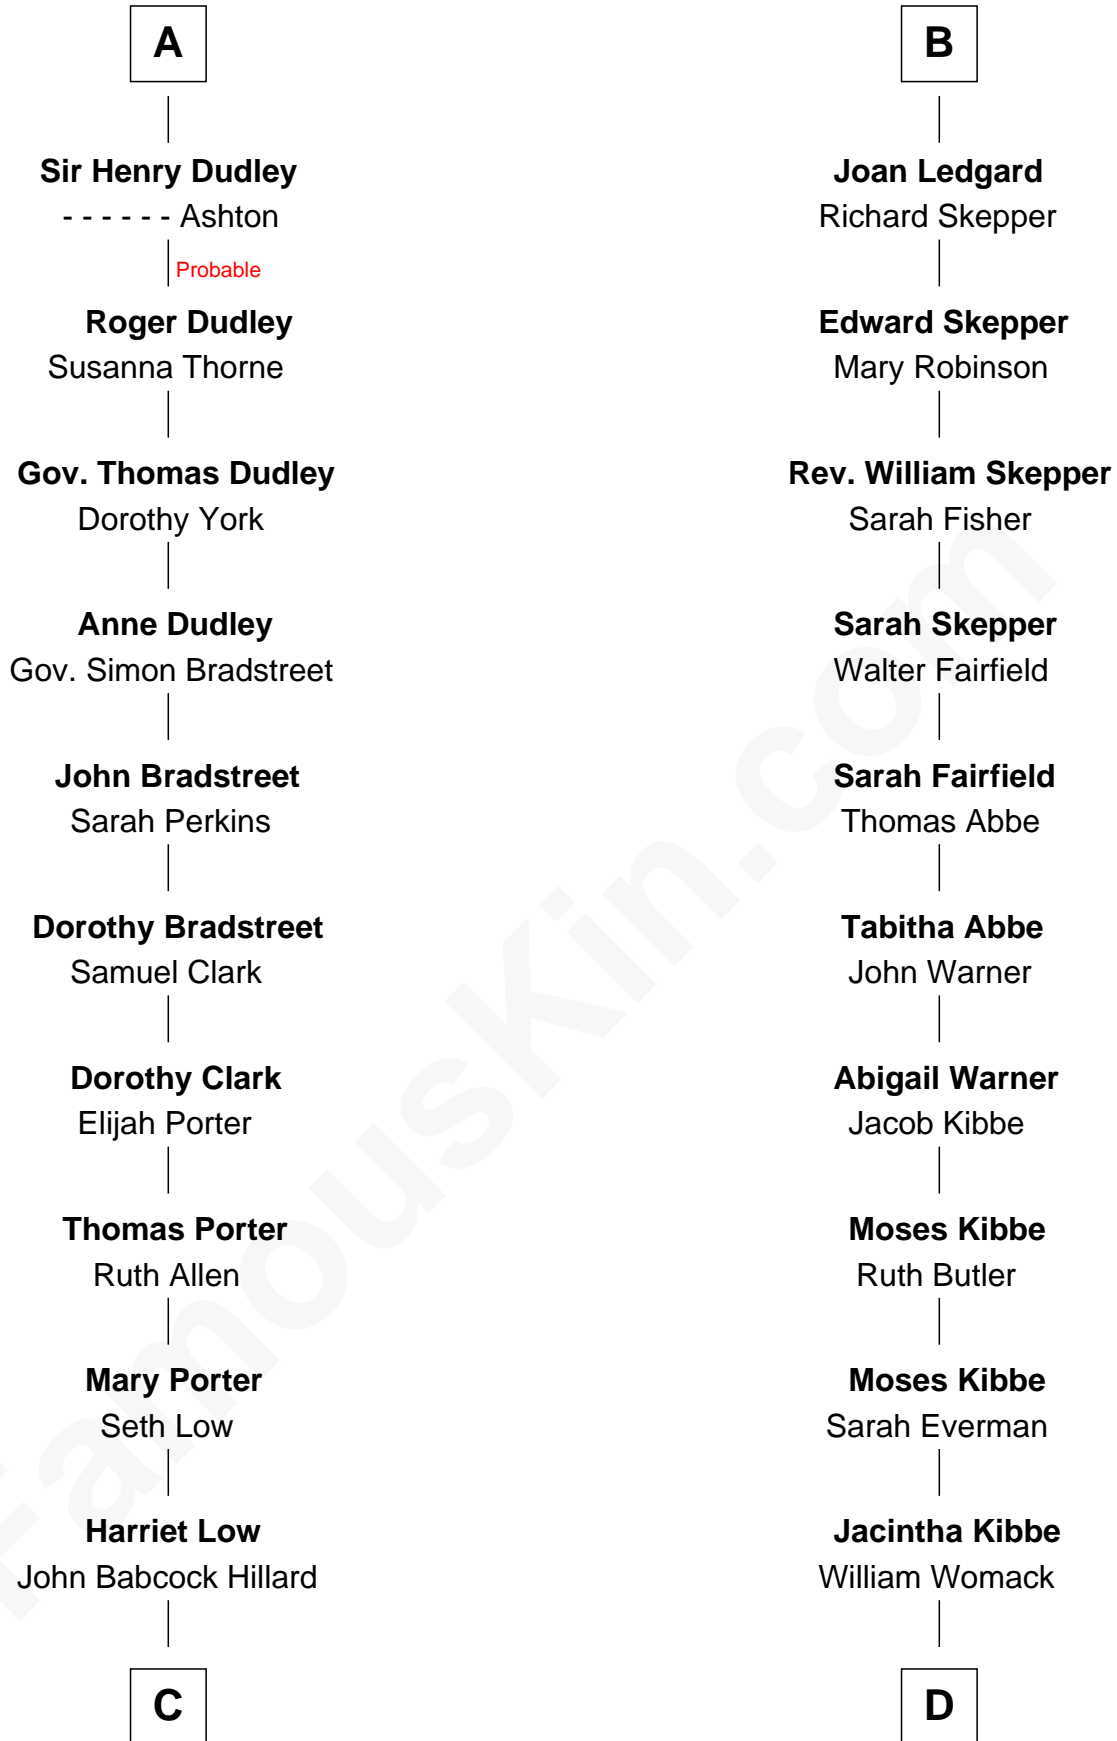 A
Sir Henry Dudley
- - - - - - Ashton
Probable
Roger Dudley
Susanna Thorne
Gov. Thomas Dudley
Dorothy York
Anne Dudley
Gov. Simon Bradstreet
John Bradstreet
Sarah Perkins
Dorothy Bradstreet
Samuel Clark
Dorothy Clark
Elijah Porter
Thomas Porter
Ruth Allen
Mary Porter
Seth Low
Harriet Low
John Babcock Hillard
C
B
Joan Ledgard
Richard Skepper
Edward Skepper
Mary Robinson
Rev. William Skepper
Sarah Fisher
Sarah Skepper
Walter Fairfield
Sarah Fairfield
Thomas Abbe
Tabitha Abbe
John Warner
Abigail Warner
Jacob Kibbe
Moses Kibbe
Ruth Butler
Moses Kibbe
Sarah Everman
Jacintha Kibbe
William Womack
D
FamousKin.com